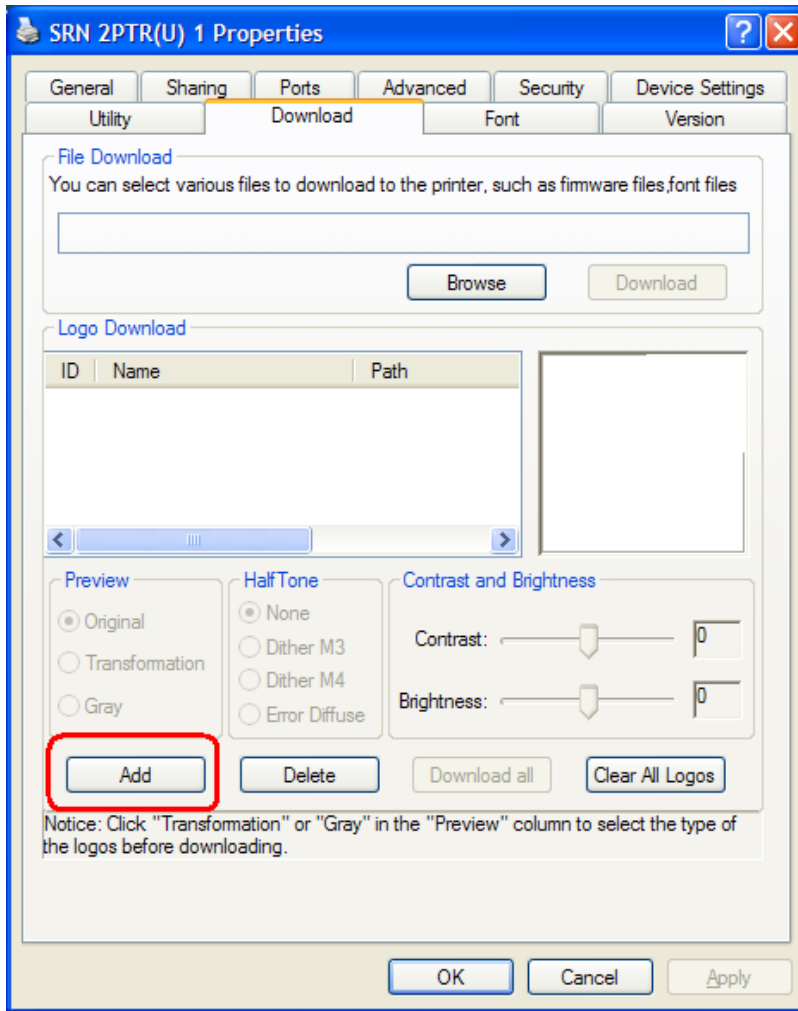 SRN 2PTR(U) 1 Properties
General Sharing Ports Advanced Security Device Settings
Utility Download Font Version
File Download
You can select various files to download to the printer, such as firmware files,font files
Browse Download
Logo Download
ID Name Path
Preview
Original
Transformation
Gray
HalfTone
None
Dither M3
Dither M4
Error Diffuse
Contrast and Brightness
Contrast: 0
Brightness: 0
Add Delete Download all Clear All Logos
Notice: Click "Transformation" or "Gray" in the "Preview" column to select the type of
the logos before downloading.
OK Cancel Apply